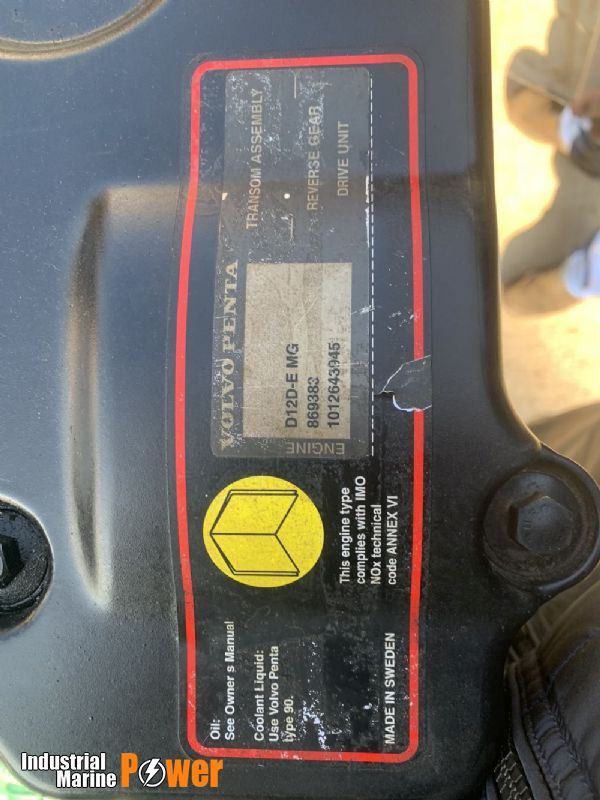 VOLVO PENTA
TRANSOM ASSEMBLY
REVERSE GEAR
DRIVE UNIT
ENGINE
D12D-E MG
869383
1012643945
This engine type
complies with IMO
NOx technical
code ANNEX VI
Oil:
See Owner s Manual
Coolant Liquid:
Use Volvo Penta
type 90.
MADE IN SWEDEN
Industrial
Marine Power